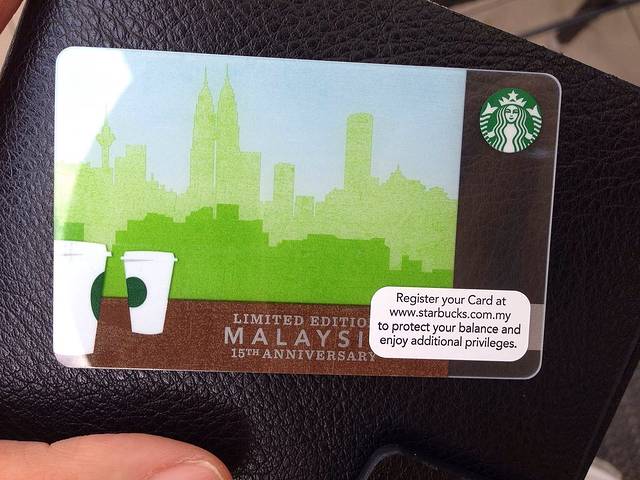 LIMITED EDITIO
MALAYSI
15TH ANNIVERSARY
Register your Card at
www.starbucks.com.my
to protect your balance and
enjoy additional privileges.